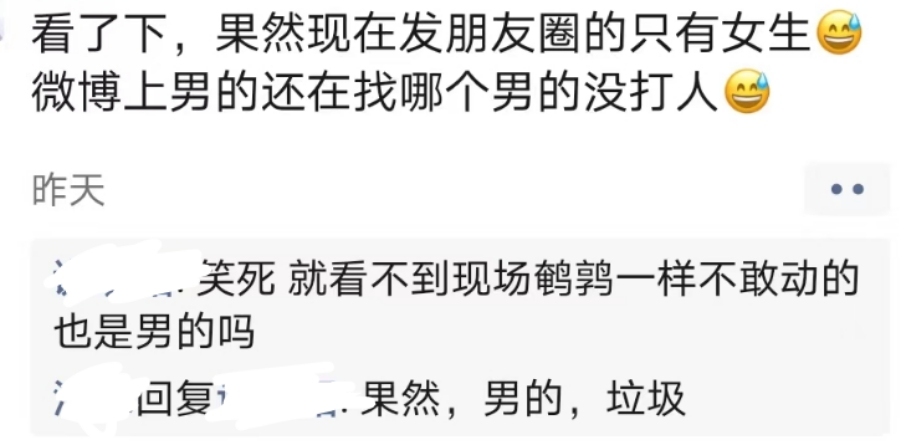 看了下，果然现在发朋友圈的只有女生😅
微博上男的还在找哪个男的没打人😅
昨天
笑死 就看不到现场鹌鹑一样不敢动的
也是男的吗
回复 : 果然，男的，垃圾